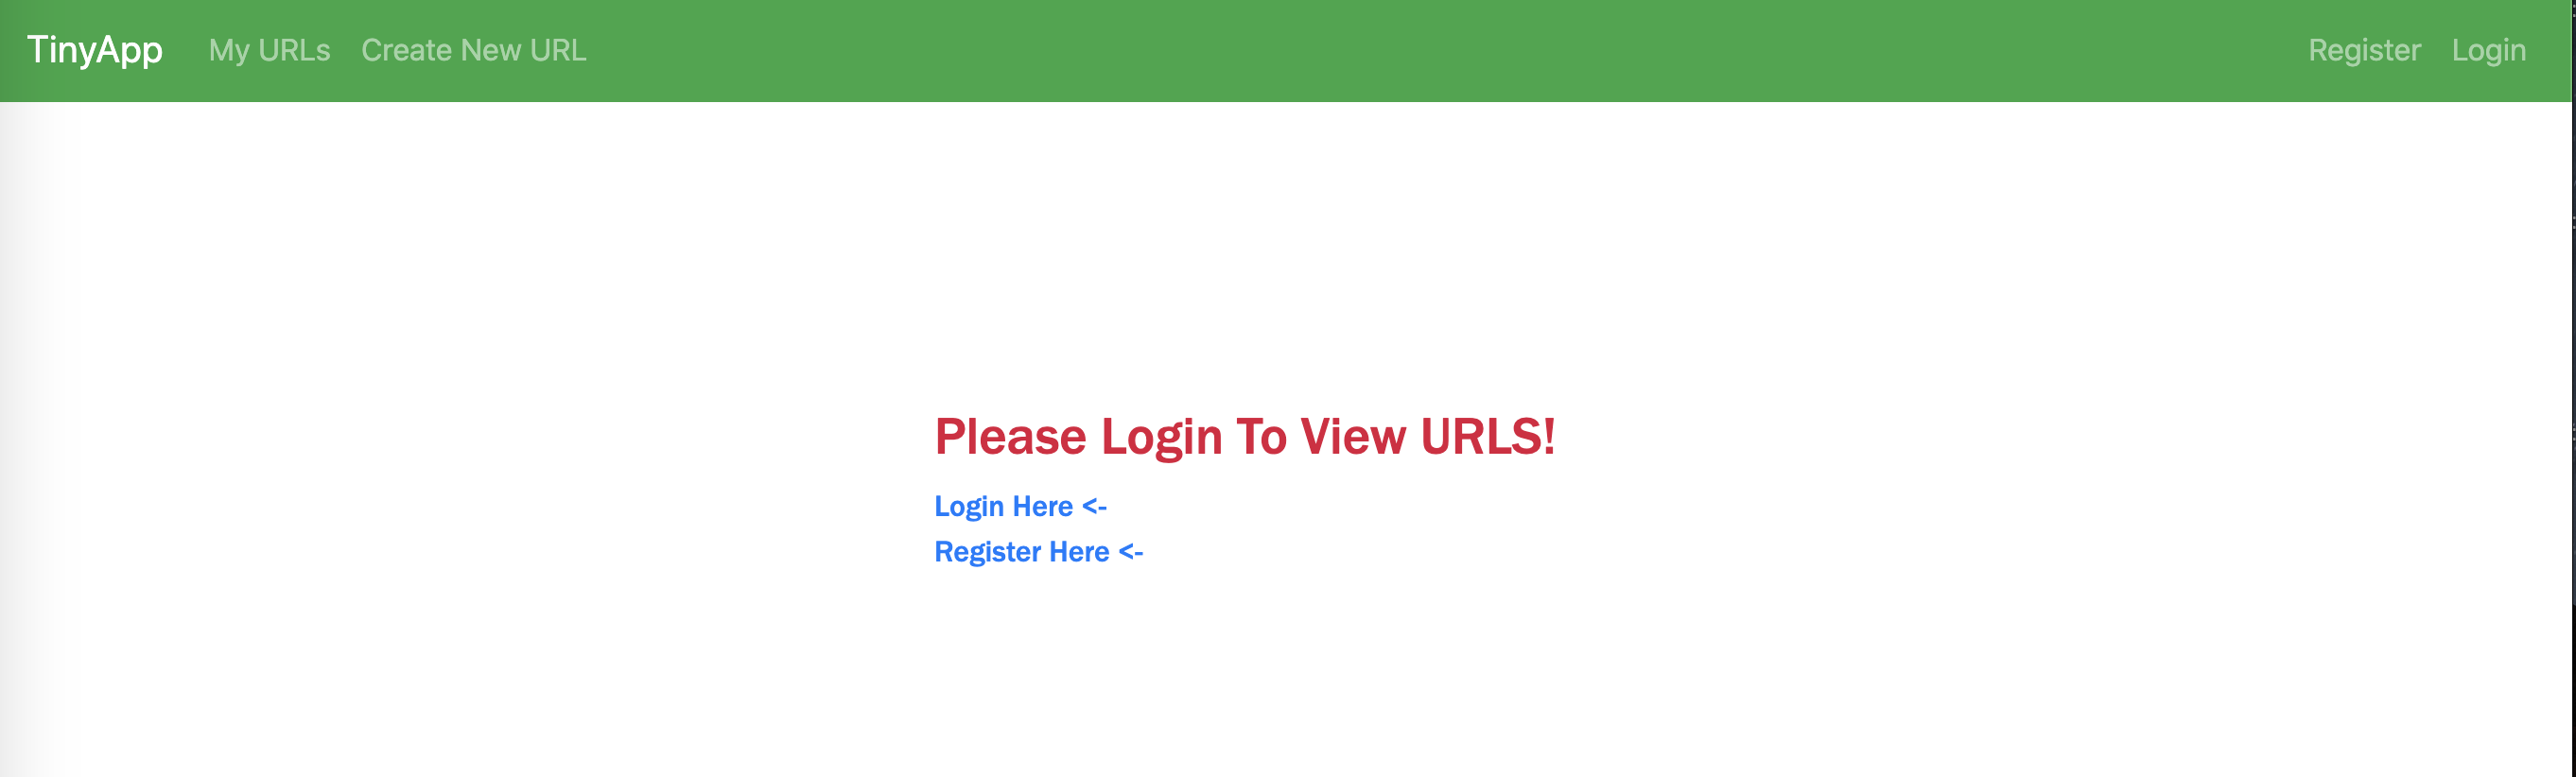 TinyApp My URLs Create New URL Register Login
Please Login To View URLS!
Login Here <-
Register Here <-